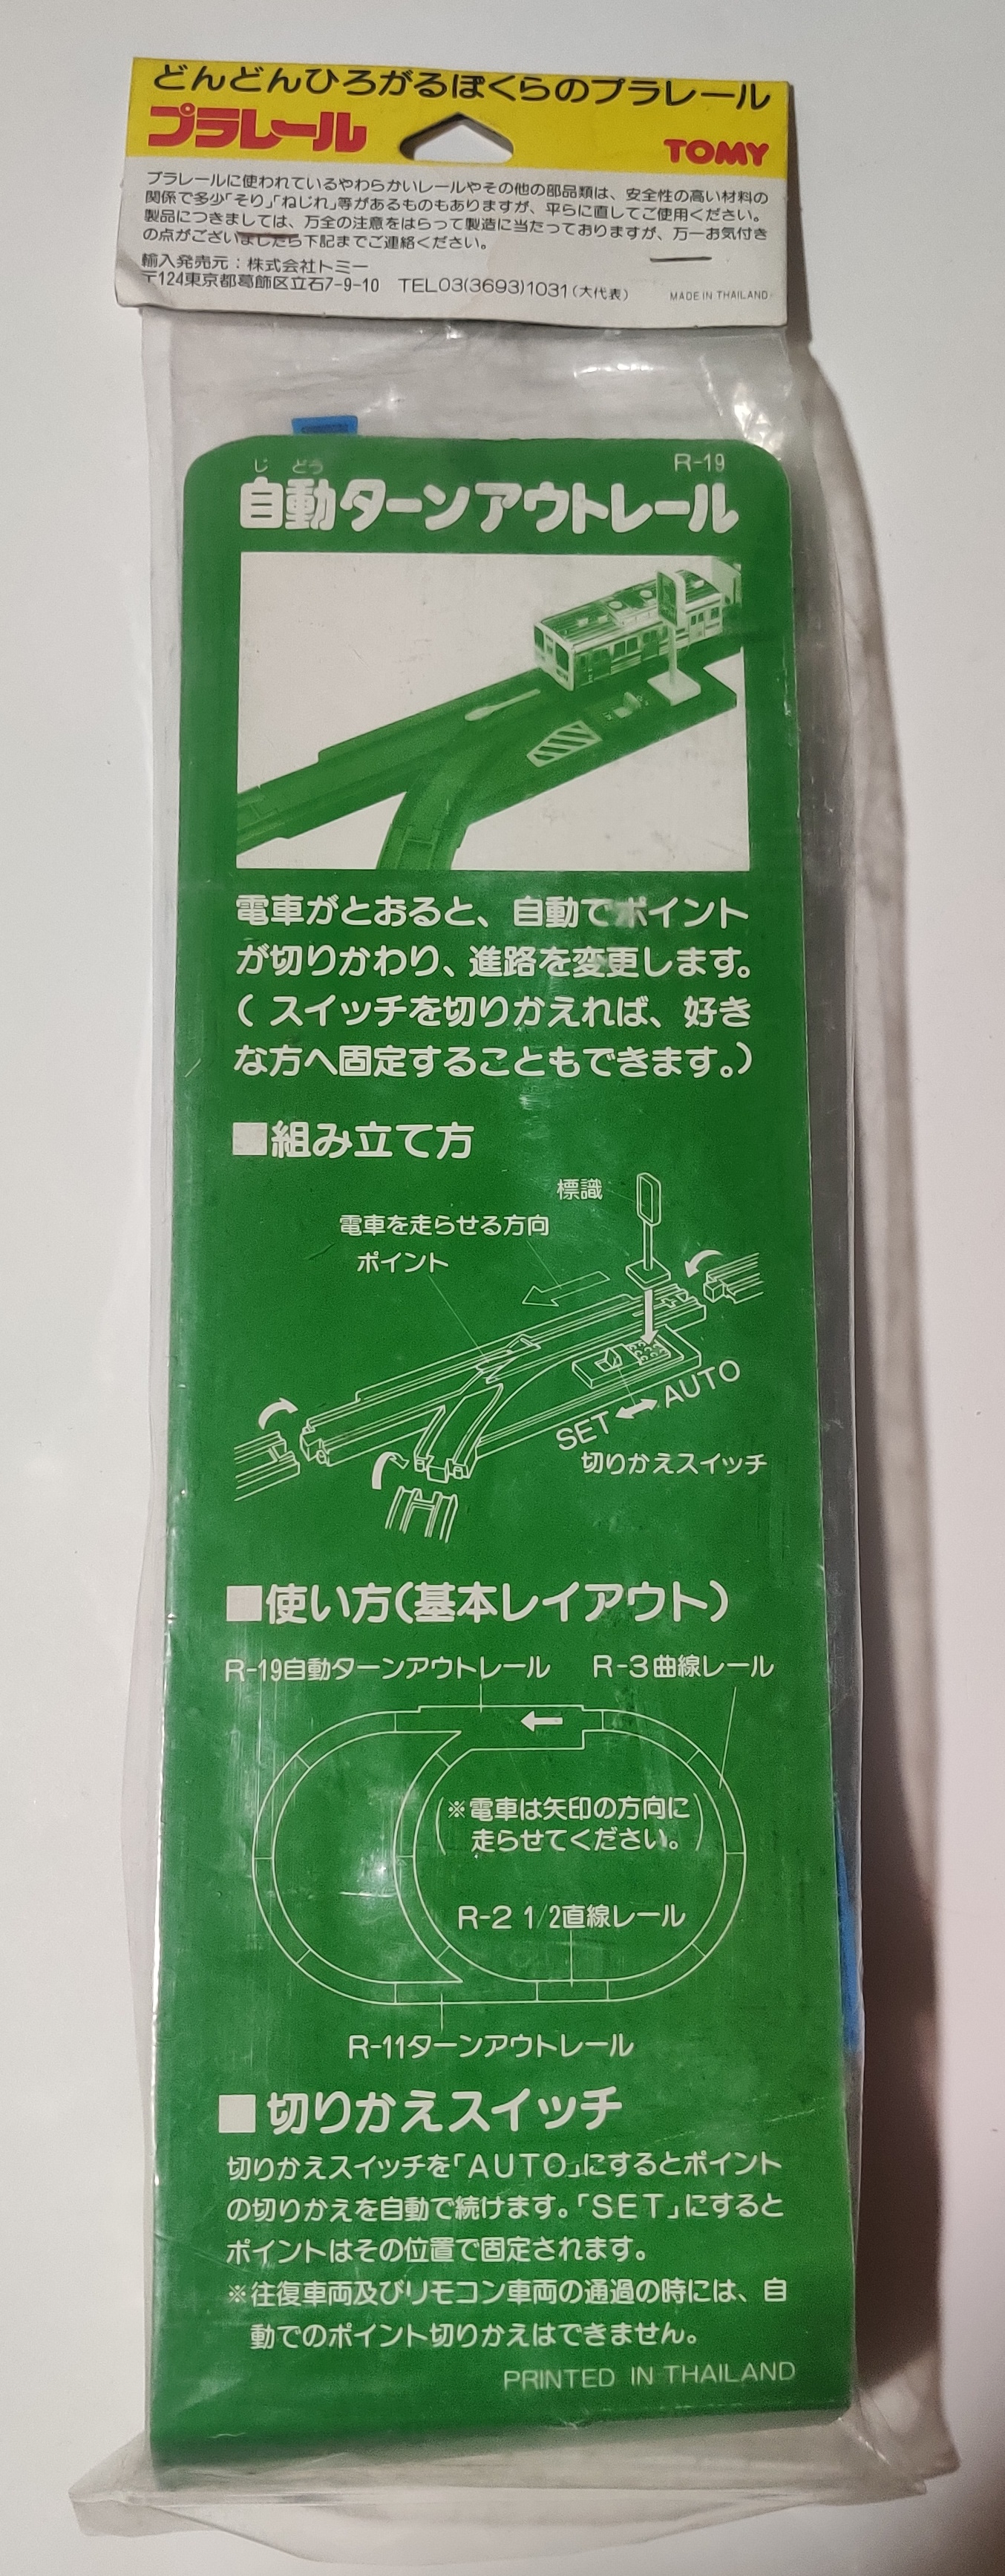 どんどんひろがるぼくらのプラレール
プラレール
TOMY
プラレールに使われているやわらかいレールやその他の部品類は、安全性の高い材料の
関係で多少「そり」「ねじれ」等があるものもありますが、平らに直してご使用ください。
製品につきましては、万全の注意をはらって製造に当たっておりますが、万一お気付き
の点がございましたら下記までご連絡ください。
輸入発売元：株式会社トミー
〒124東京都葛飾区立石7-9-10 TEL03(3693)1031(大代表)
MADE IN THAILAND
R-19
じ どう
自動ターンアウトレール
電車がとおると、自動でポイント
が切りかわり、進路を変更します。
(スイッチを切りかえれば、好き
な方へ固定することもできます。)
■組み立て方
標識
電車を走らせる方向
ポイント
SET AUTO
切りかえスイッチ
■使い方(基本レイアウト)
R-19自動ターンアウトレール R-3曲線レール
(※電車は矢印の方向に
走らせてください。)
R-2 1/2直線レール
R-11ターンアウトレール
■切りかえスイッチ
切りかえスイッチを「AUTO」にするとポイント
の切りかえを自動で続けます。「SET」にすると
ポイントはその位置で固定されます。
※往復車両及びリモコン車両の通過の時には、自
動でのポイント切りかえはできません。
PRINTED IN THAILAND